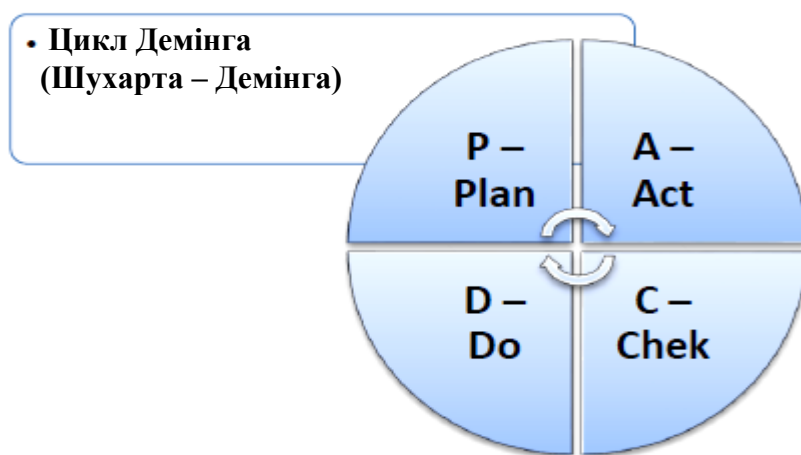 • Цикл Демінга
(Шухарта – Демінга)
P –
Plan
A –
Act
D –
Do
C –
Chek